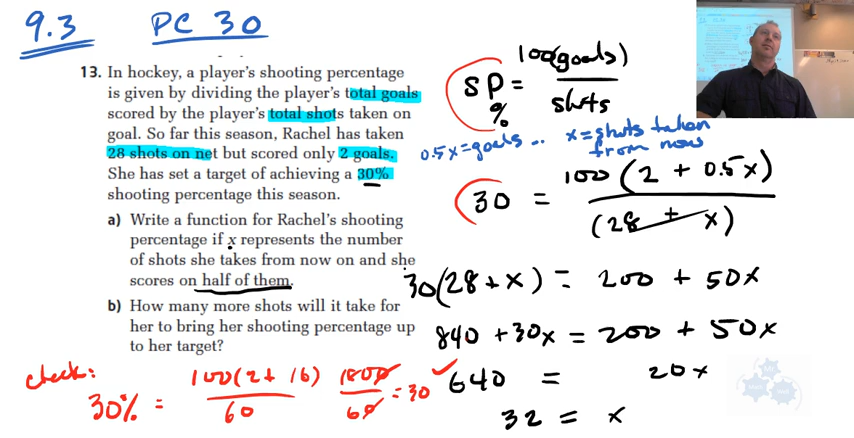 9.3 PC 30
13. In hockey, a player's shooting percentage
is given by dividing the player's total goals
scored by the player's total shots taken on
goal. So far this season, Rachel has taken
28 shots on net but scored only 2 goals.
She has set a target of achieving a 30%
shooting percentage this season.
a) Write a function for Rachel's shooting
percentage if x represents the number
of shots she takes from now on and she
scores on half of them.
b) How many more shots will it take for
her to bring her shooting percentage up
to her target?
SP % = 100(goals) / shots
0.5x = goals .. x = shots taken
from now
30 = 100(2 + 0.5x) / (28 + x)
30(28 + x) = 200 + 50x
840 + 30x = 200 + 50x
640 = 20x
32 = x
check:
30% = 100(2 + 16) / 60 1800 / 60 = 30 ✓